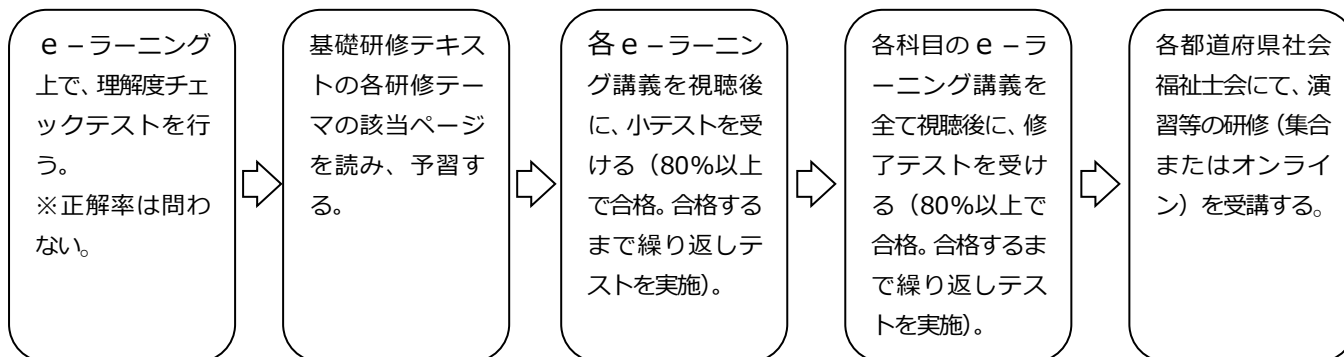 e－ラーニング
上で、理解度チェ
ックテストを行
う。
※正解率は問わ
ない。
基礎研修テキス
トの各研修テー
マの該当ページ
を読み、予習す
る。
各e－ラーニン
グ講義を視聴後
に、小テストを受
ける（80%以上
で合格。合格する
まで繰り返しテ
ストを実施）。
各科目のe－ラ
ーニング講義を
全て視聴後に、修
了テストを受け
る（80%以上で
合格。合格するま
で繰り返しテス
トを実施）。
各都道府県社会
福祉士会にて、演
習等の研修（集合
またはオンライ
ン）を受講する。